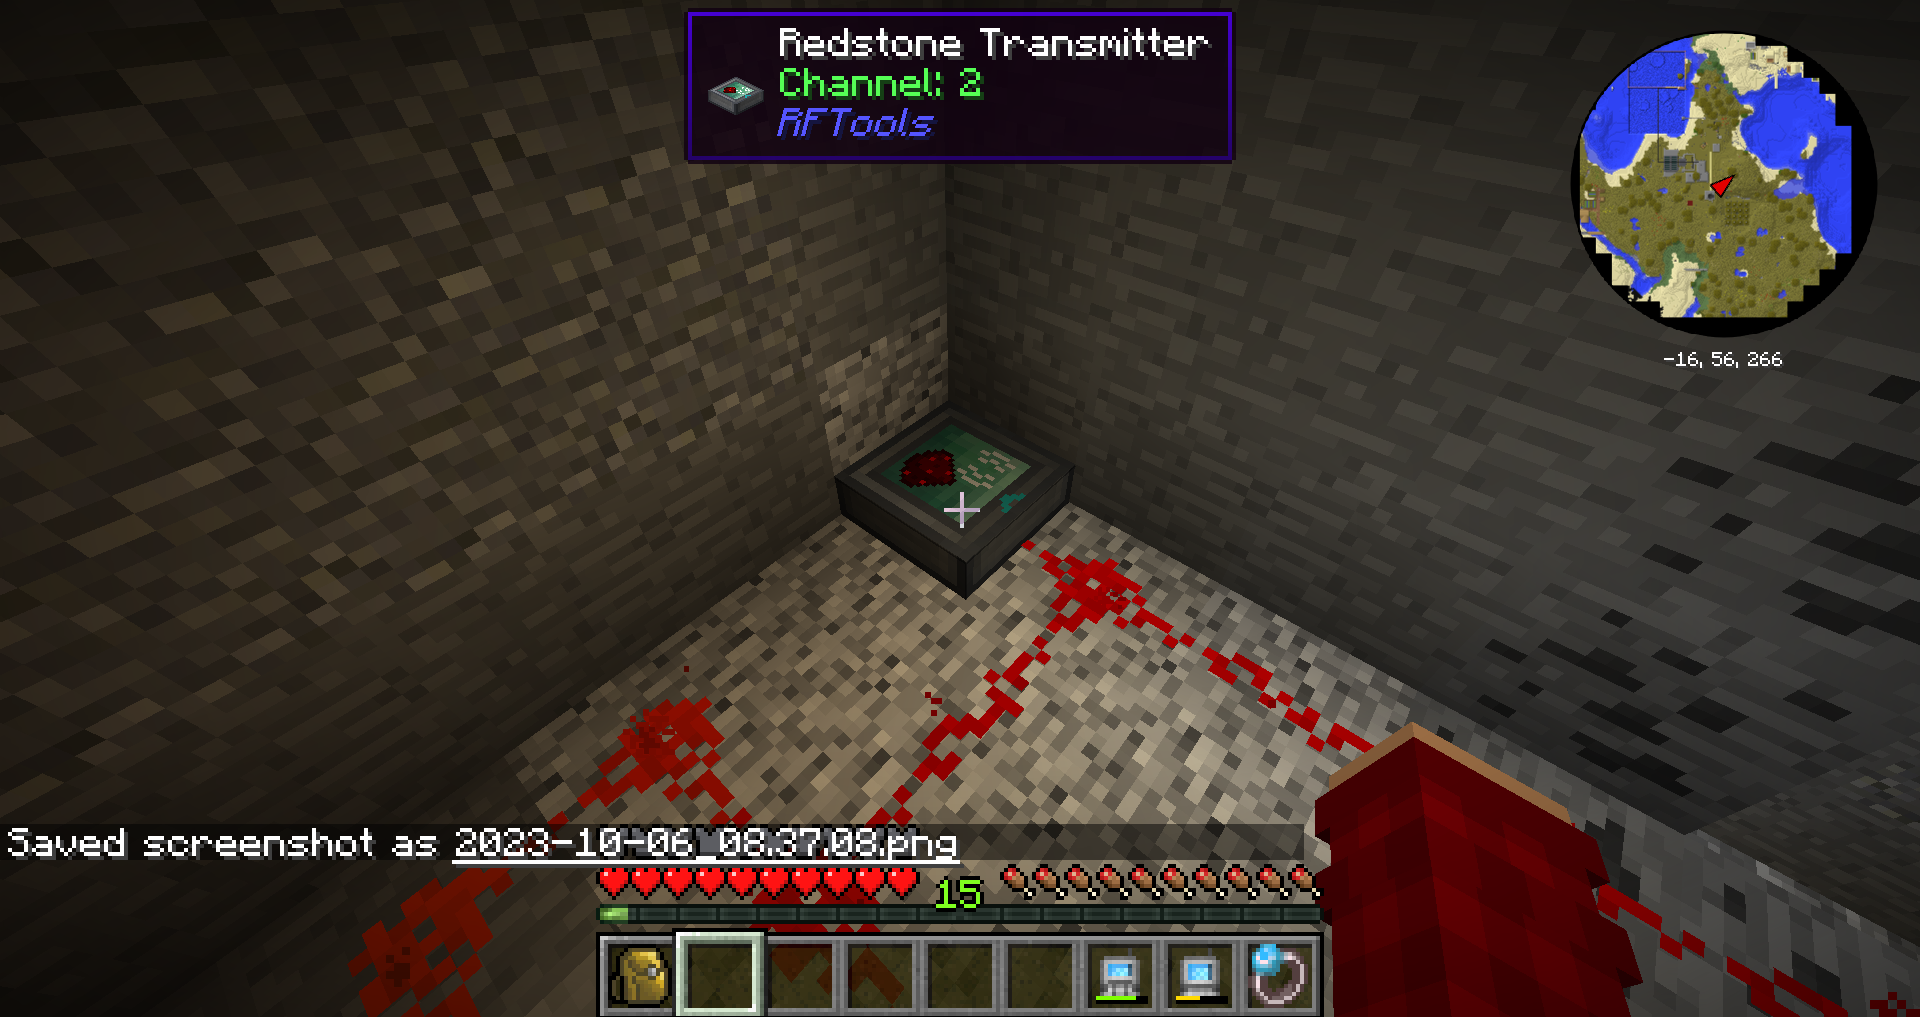 Redstone Transmitter
Channel: 2
RFTools
-16, 56, 266
Saved screenshot as 2023-10-06_08.37.08.png
15